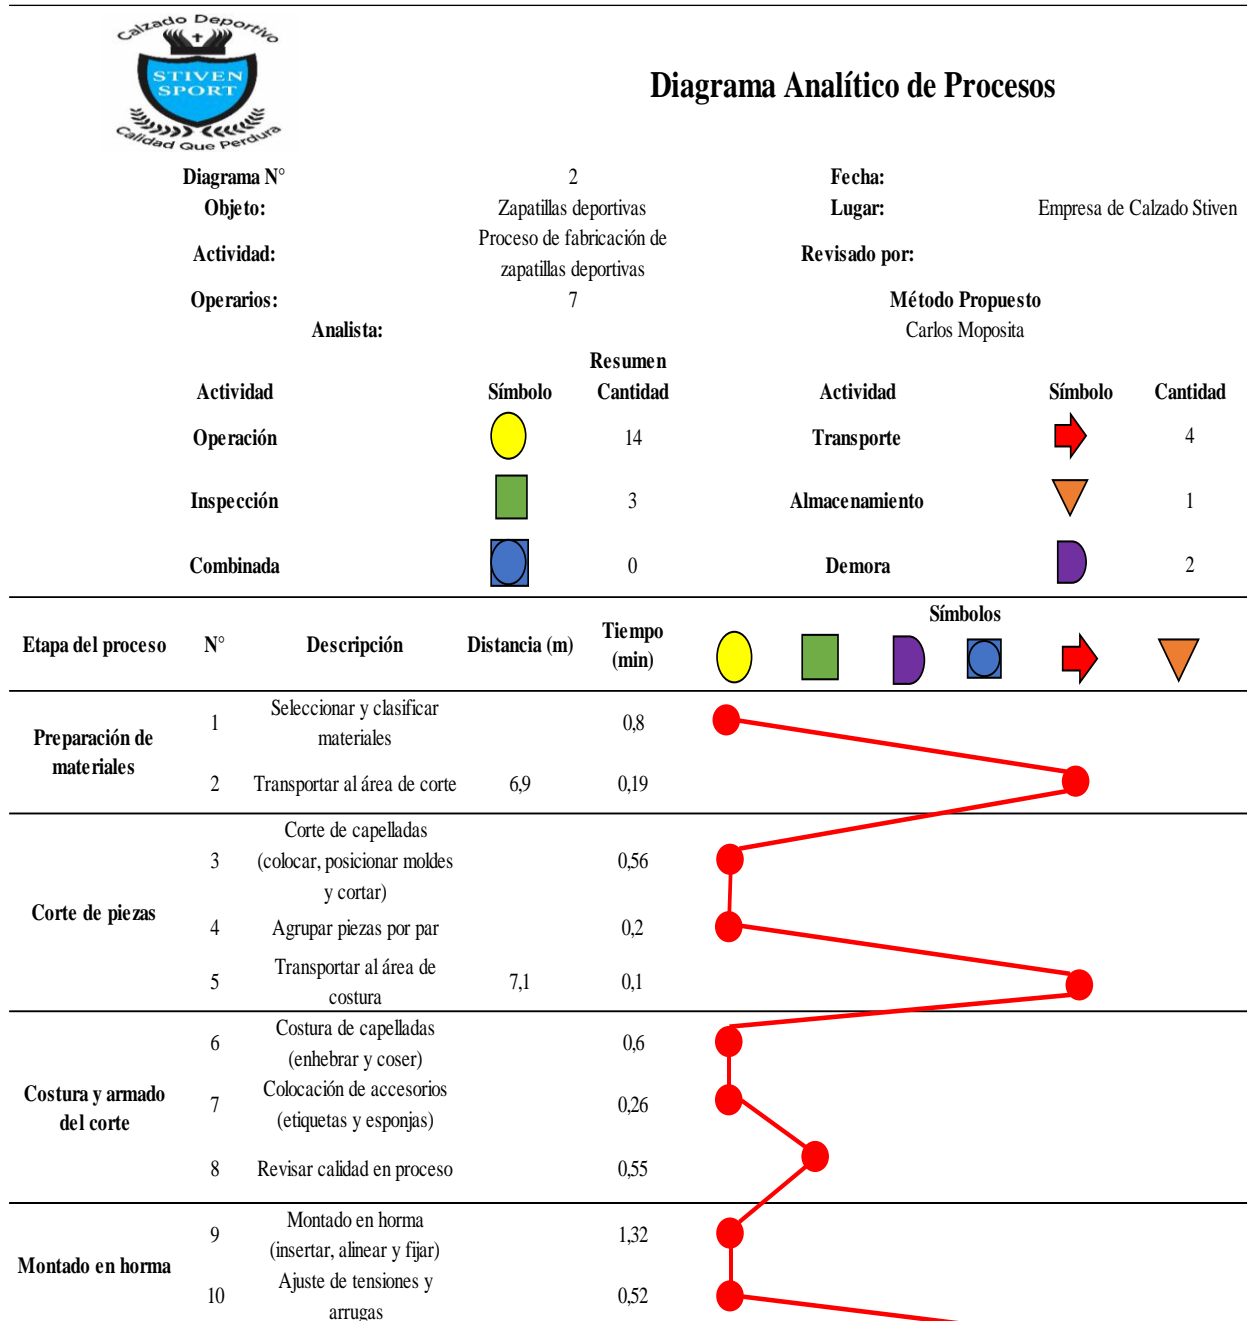 Calzado Deportivo
STIVEN
SPORT
Calidad Que Perdura
Diagrama Analítico de Procesos
Diagrama N° 2 Fecha:
Objeto: Zapatillas deportivas Lugar: Empresa de Calzado Stiven
Actividad: Proceso de fabricación de
zapatillas deportivas Revisado por:
Operarios: 7 Método Propuesto
Analista: Carlos Moposita
Resumen
Actividad Símbolo Cantidad Actividad Símbolo Cantidad
Operación 14 Transporte 4
Inspección 3 Almacenamiento 1
Combinada 0 Demora 2
Etapa del proceso N° Descripción Distancia (m) Tiempo
(min) Símbolos
Preparación de
materiales
1 Seleccionar y clasificar
materiales 0,8
2 Transportar al área de corte 6,9 0,19
Corte de piezas
3 Corte de capelladas
(colocar, posicionar moldes
y cortar) 0,56
4 Agrupar piezas por par 0,2
5 Transportar al área de
costura 7,1 0,1
Costura y armado
del corte
6 Costura de capelladas
(enhebrar y coser) 0,6
7 Colocación de accesorios
(etiquetas y esponjas) 0,26
8 Revisar calidad en proceso 0,55
Montado en horma
9 Montado en horma
(insertar, alinear y fijar) 1,32
10 Ajuste de tensiones y
arrugas 0,52